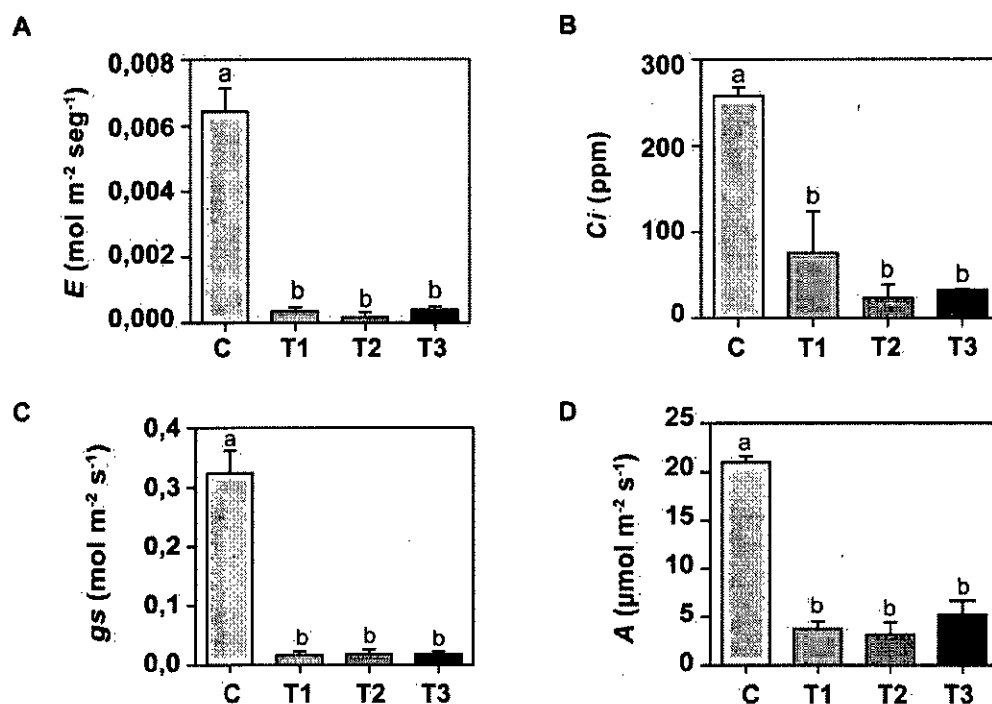 A
E (mol m-2 seg-1)
0,008
0,006
0,004
0,002
0,000
a
b
b
b
C T1 T2 T3
B
Ci (ppm)
300
200
100
0
a
b
b
b
C T1 T2 T3
C
gs (mol m-2 s-1)
0,4
0,3
0,2
0,1
0,0
a
b
b
b
C T1 T2 T3
D
A (µmol m-2 s-1)
25
20
15
10
5
0
a
b
b
b
C T1 T2 T3